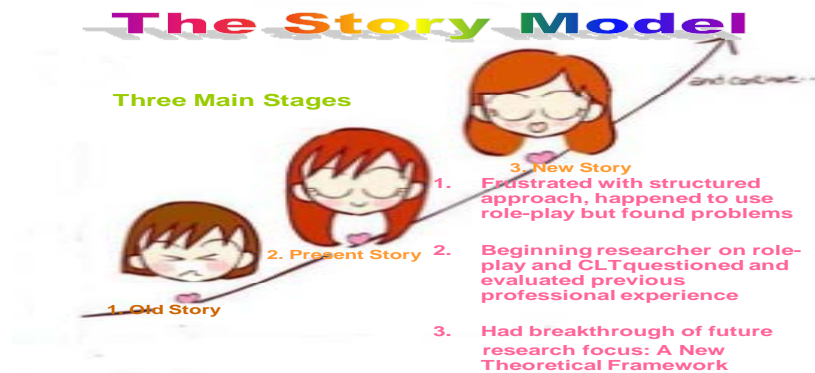 The Story Model
and continue...
Three Main Stages
3. New Story
1. Frustrated with structured
approach, happened to use
role-play but found problems
2. Present Story
2. Beginning researcher on role-
play and CLTquestioned and
evaluated previous
professional experience
1. Old Story
3. Had breakthrough of future
research focus: A New
Theoretical Framework